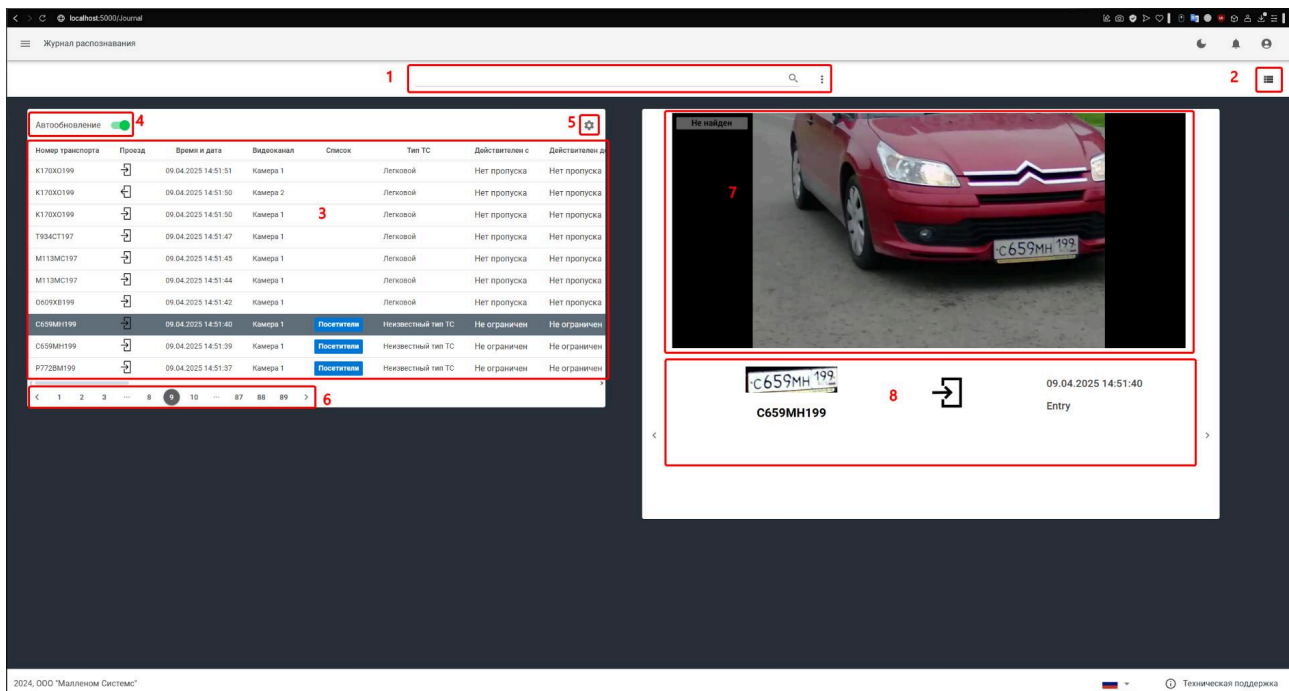 localhost:5000/Journal
Журнал распознавания
1
2
Автообновление 4
5
Номер транспорта Проезд Время и дата Видеоканал Список Тип ТС Действителен с Действителен до
K170XO199 09.04.2025 14:51:51 Камера 1 Легковой Нет пропуска Нет пропуска
K170XO199 09.04.2025 14:51:50 Камера 2 Легковой Нет пропуска Нет пропуска
K170XO199 09.04.2025 14:51:50 Камера 1 3 Легковой Нет пропуска Нет пропуска
T934CT197 09.04.2025 14:51:47 Камера 1 Легковой Нет пропуска Нет пропуска
M113MC197 09.04.2025 14:51:45 Камера 1 Легковой Нет пропуска Нет пропуска
M113MC197 09.04.2025 14:51:44 Камера 1 Легковой Нет пропуска Нет пропуска
O609XB199 09.04.2025 14:51:42 Камера 1 Легковой Нет пропуска Нет пропуска
C659MH199 09.04.2025 14:51:40 Камера 1 Посетители Неизвестный тип ТС Не ограничен Не ограничен
C659MH199 09.04.2025 14:51:39 Камера 1 Посетители Неизвестный тип ТС Не ограничен Не ограничен
P772BM199 09.04.2025 14:51:37 Камера 1 Посетители Неизвестный тип ТС Не ограничен Не ограничен
< 1 2 3 ... 8 9 10 ... 87 88 89 > 6
Не найден
7
C659MH 199
C659MH 199
C659MH199
8
09.04.2025 14:51:40
Entry
2024, ООО "Малленом Системс"
Техническая поддержка